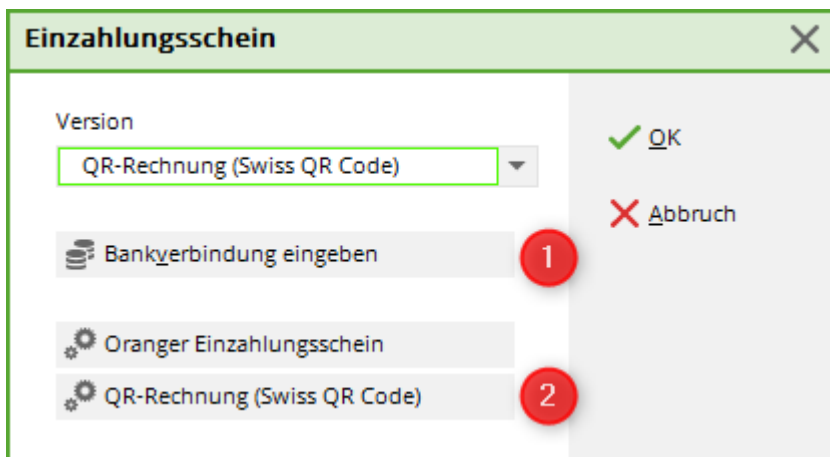 Einzahlungsschein
Version
QR-Rechnung (Swiss QR Code)
OK
Abbruch
Bankverbindung eingeben
1
Oranger Einzahlungsschein
QR-Rechnung (Swiss QR Code)
2